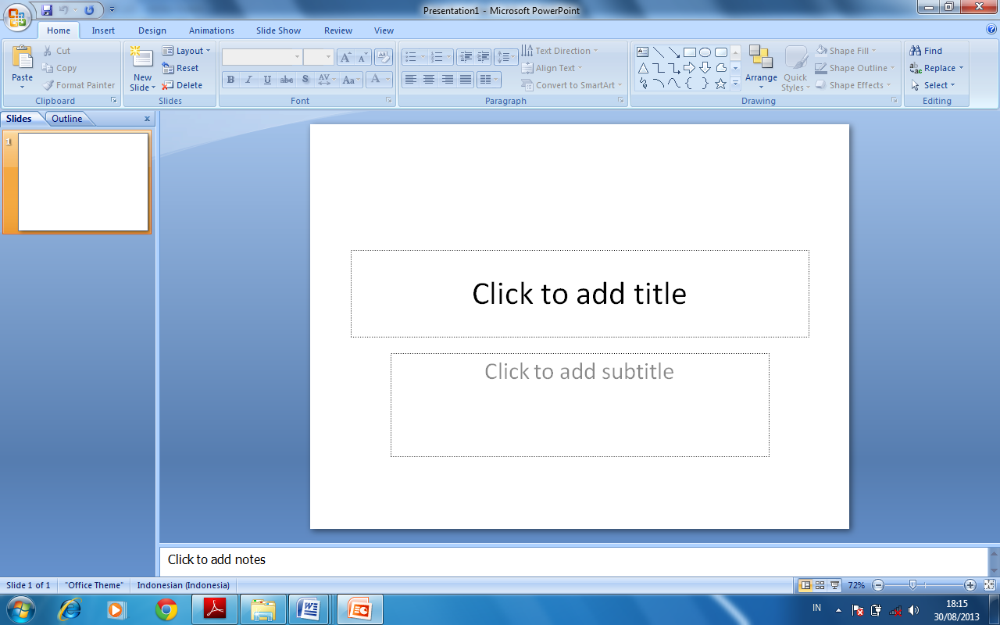 Presentation1 - Microsoft PowerPoint
Home Insert Design Animations Slide Show Review View
Paste
Cut
Copy
Format Painter
Clipboard
New
Slide
Layout
Reset
Delete
Slides
B I U abc S AV Aa A
Font
Text Direction
Align Text
Convert to SmartArt
Paragraph
Arrange
Quick
Styles
Shape Fill
Shape Outline
Shape Effects
Drawing
Find
Replace
Select
Editing
Slides Outline x
1
Click to add title
Click to add subtitle
Click to add notes
Slide 1 of 1 "Office Theme" Indonesian (Indonesia) 72%
IN 18:15
30/08/2013